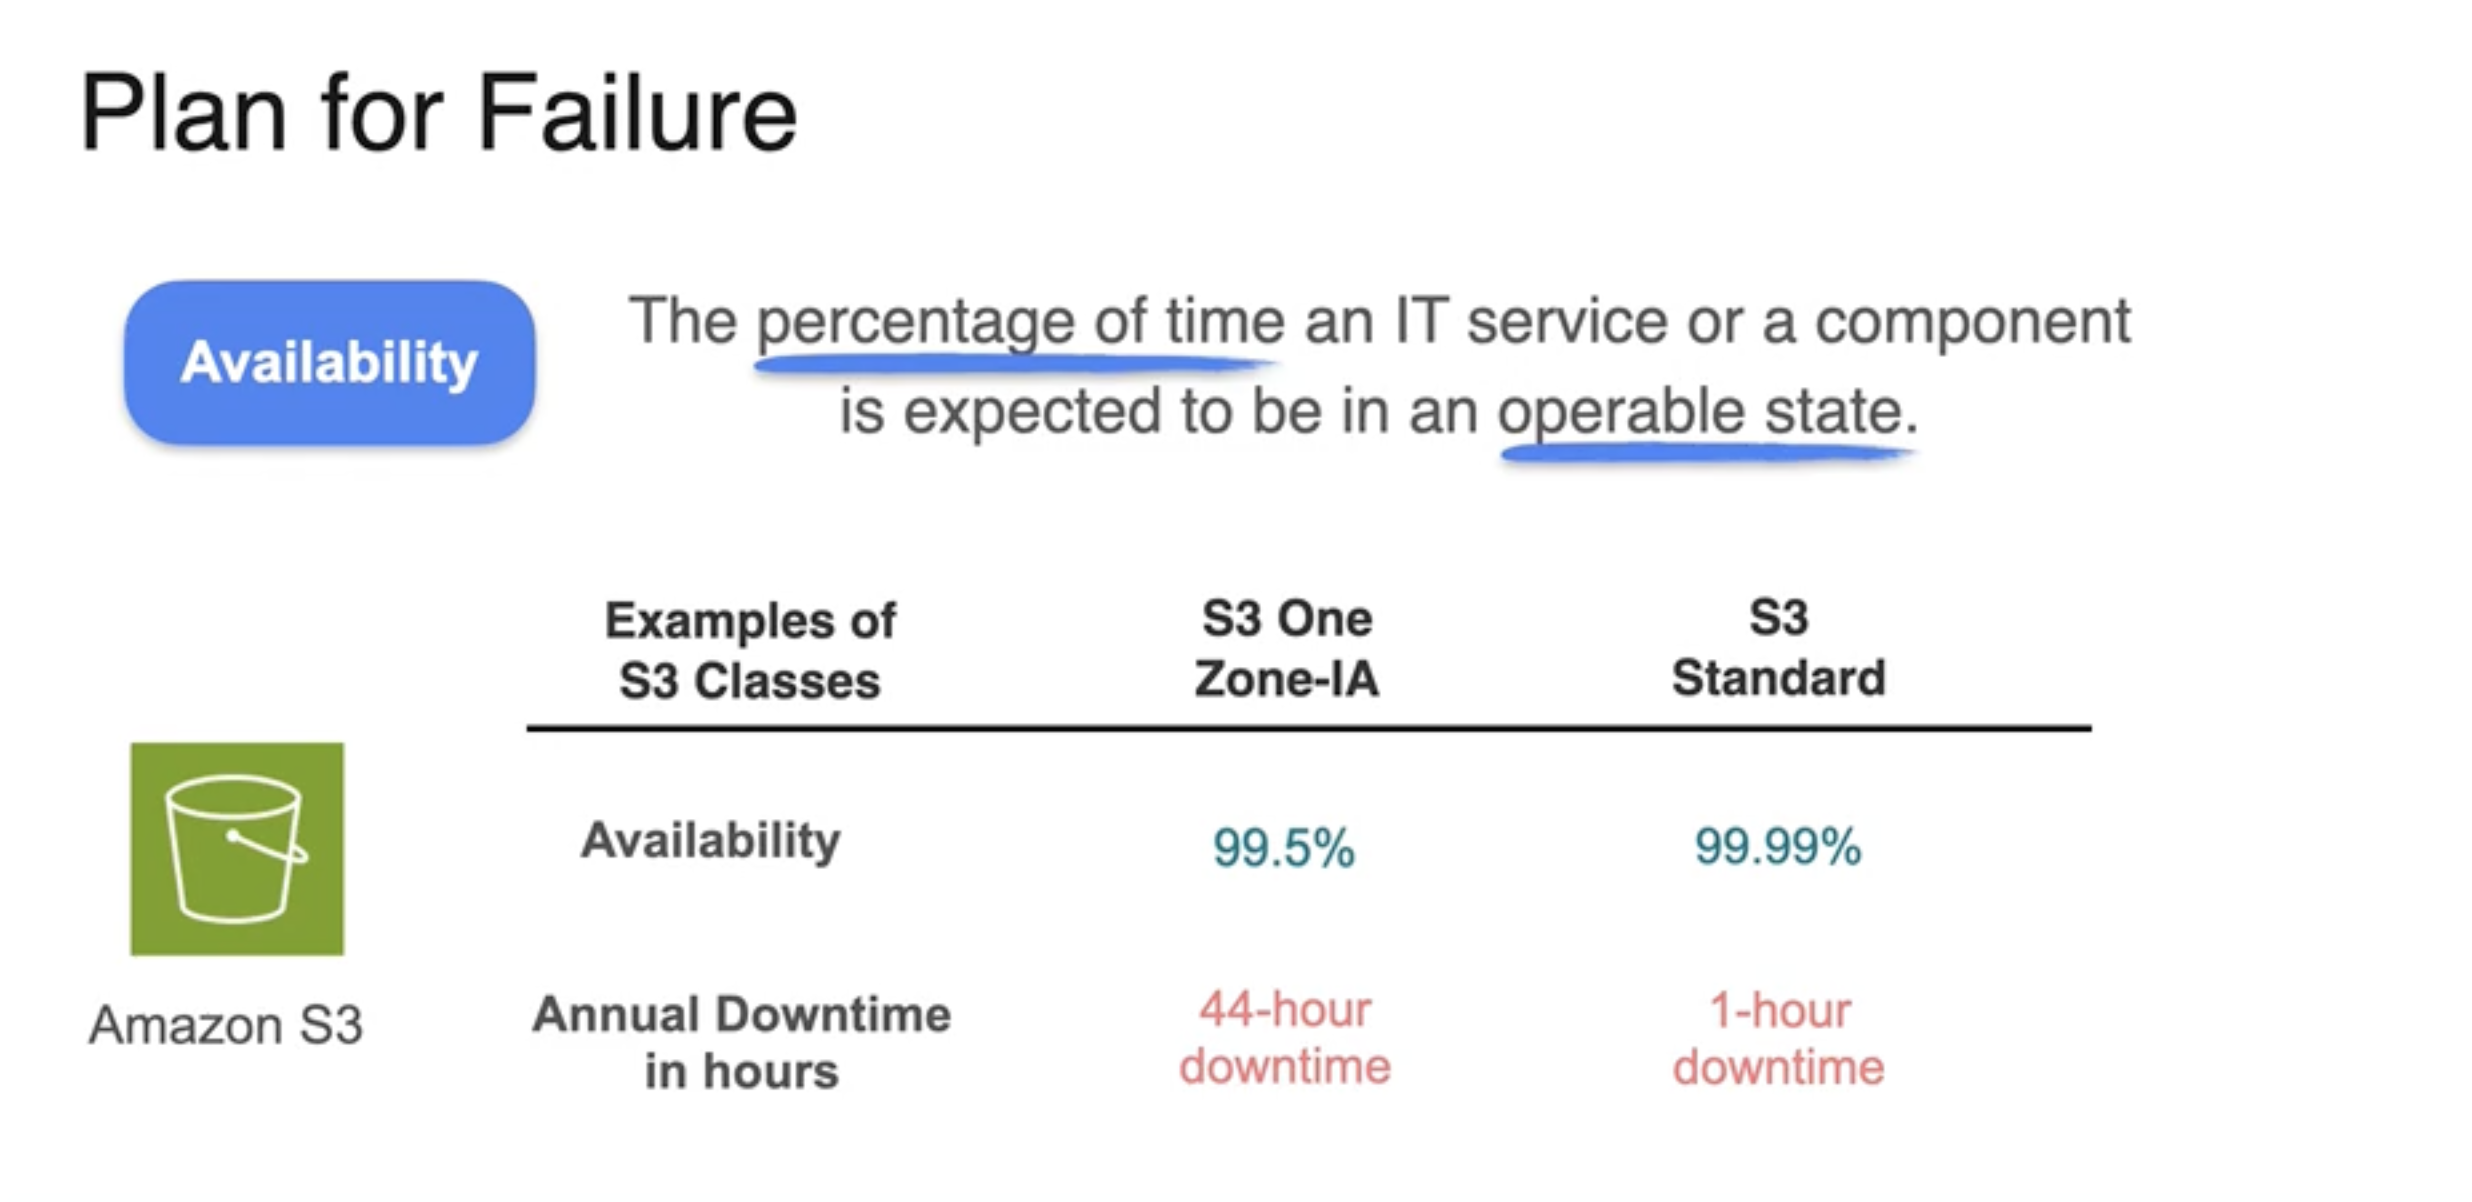 Plan for Failure
Availability
The percentage of time an IT service or a component
is expected to be in an operable state.
Examples of
S3 Classes
S3 One
Zone-IA
S3
Standard
Availability
99.5%
99.99%
Amazon S3
Annual Downtime
in hours
44-hour
downtime
1-hour
downtime